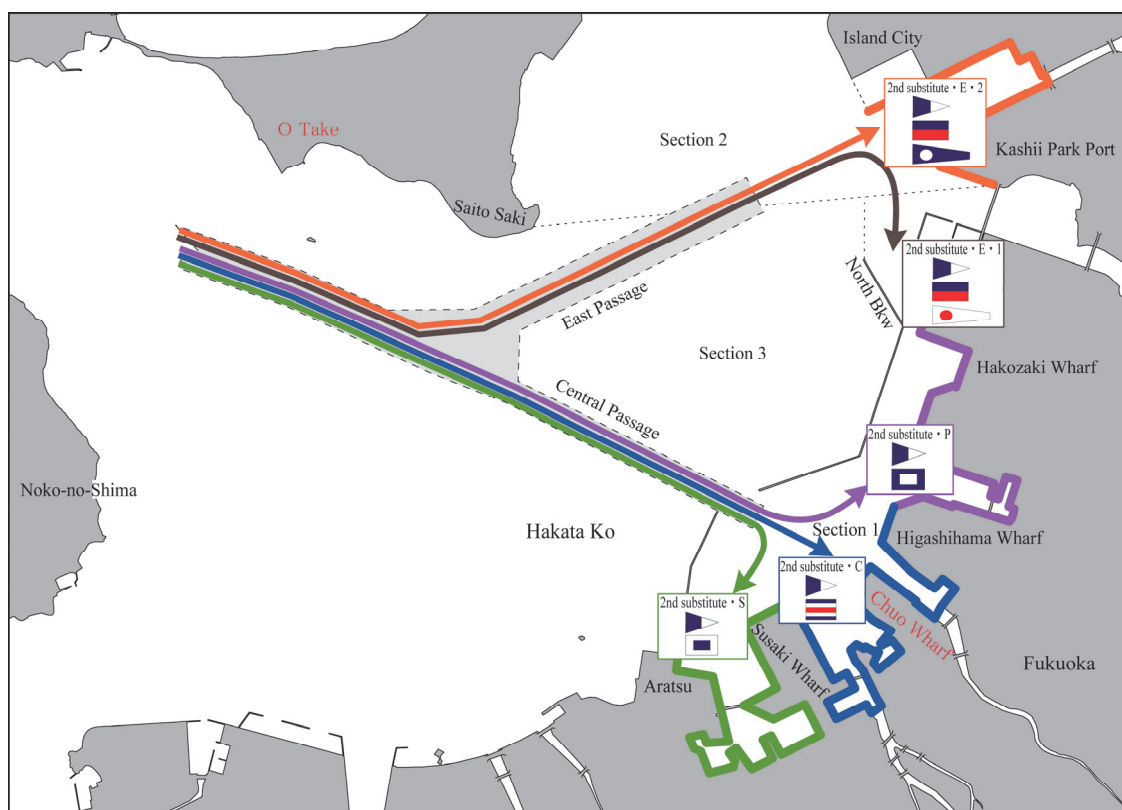 Island City
2nd substitute・E・2
O Take
Section 2
Kashii Park Port
Saito Saki
2nd substitute・E・1
North Bkw
East Passage
Section 3
Hakozaki Wharf
Central Passage
2nd substitute・P
Noko-no-Shima
Hakata Ko
Section 1
Higashihama Wharf
2nd substitute・C
2nd substitute・S
Chuo Wharf
Susaki Wharf
Fukuoka
Aratsu